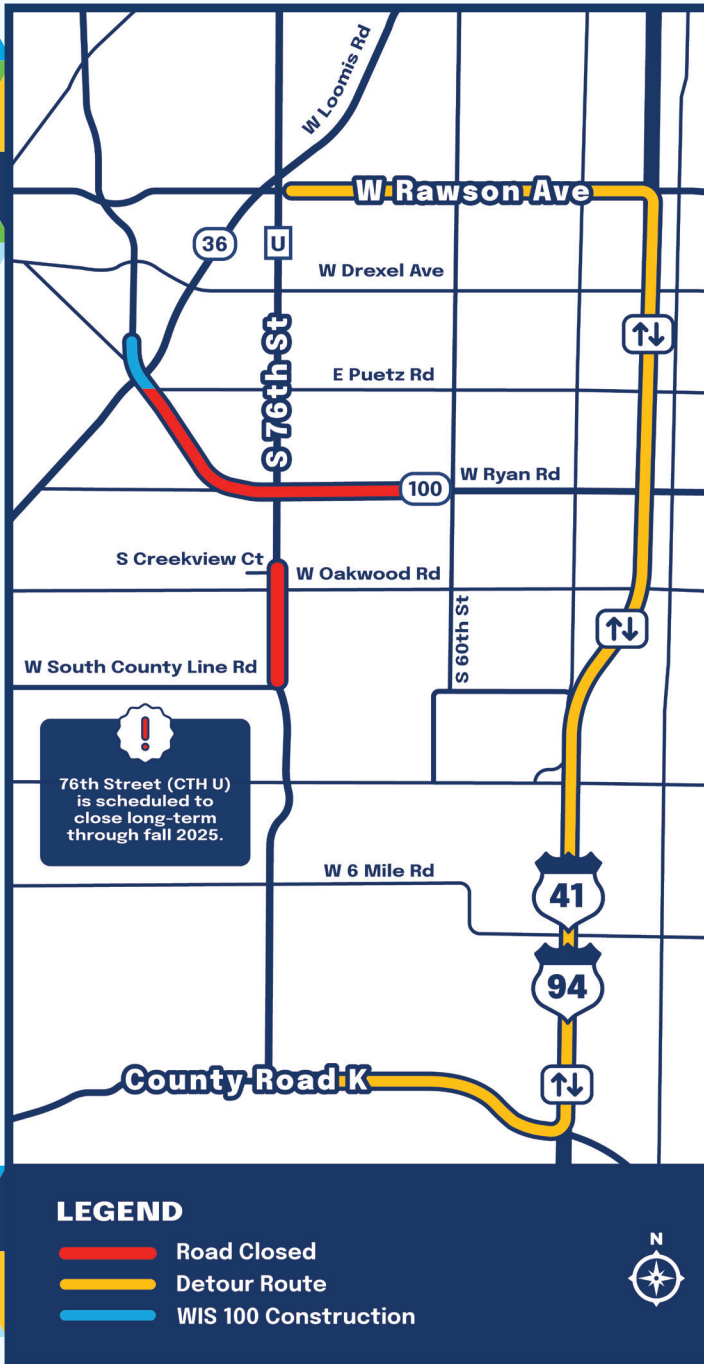 W Loomis Rd
W Rawson Ave
36
U
W Drexel Ave
S 76th St
E Puetz Rd
W Ryan Rd
100
S Creekview Ct
W Oakwood Rd
S 60th St
W South County Line Rd
!
76th Street (CTH U)
is scheduled to
close long-term
through fall 2025.
W 6 Mile Rd
41
94
County Road K
LEGEND
Road Closed
Detour Route
WIS 100 Construction
N